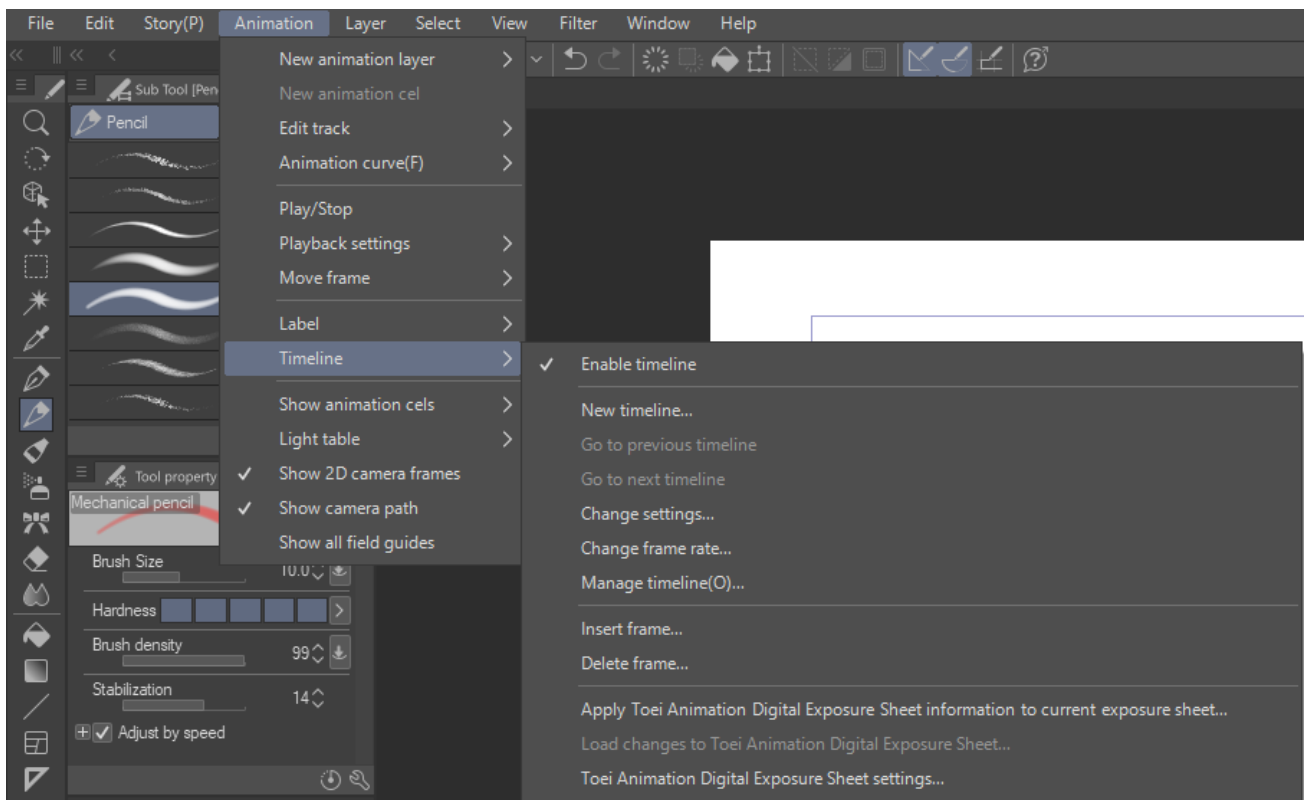 File Edit Story(P) Animation Layer Select View Filter Window Help
Sub Tool [Pen
Pencil
New animation layer
New animation cel
Edit track
Animation curve(F)
Play/Stop
Playback settings
Move frame
Label
Timeline
Show animation cels
Light table
Show 2D camera frames
Show camera path
Show all field guides
Enable timeline
New timeline...
Go to previous timeline
Go to next timeline
Change settings...
Change frame rate...
Manage timeline(O)...
Insert frame...
Delete frame...
Apply Toei Animation Digital Exposure Sheet information to current exposure sheet...
Load changes to Toei Animation Digital Exposure Sheet...
Toei Animation Digital Exposure Sheet settings...
Tool property
Mechanical pencil
Brush Size 10.0
Hardness
Brush density 99
Stabilization 14
Adjust by speed